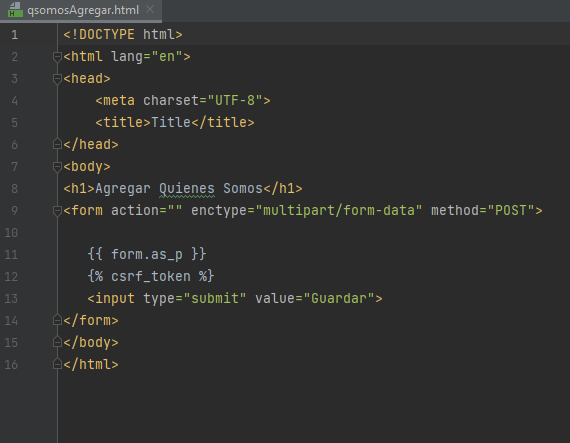 qsomosAgregar.html
1 <!DOCTYPE html>
2 <html lang="en">
3 <head>
4     <meta charset="UTF-8">
5     <title>Title</title>
6 </head>
7 <body>
8 <h1>Agregar Quienes Somos</h1>
9 <form action="" enctype="multipart/form-data" method="POST">
10
11    {{ form.as_p }}
12    {% csrf_token %}
13    <input type="submit" value="Guardar">
14 </form>
15 </body>
16 </html>